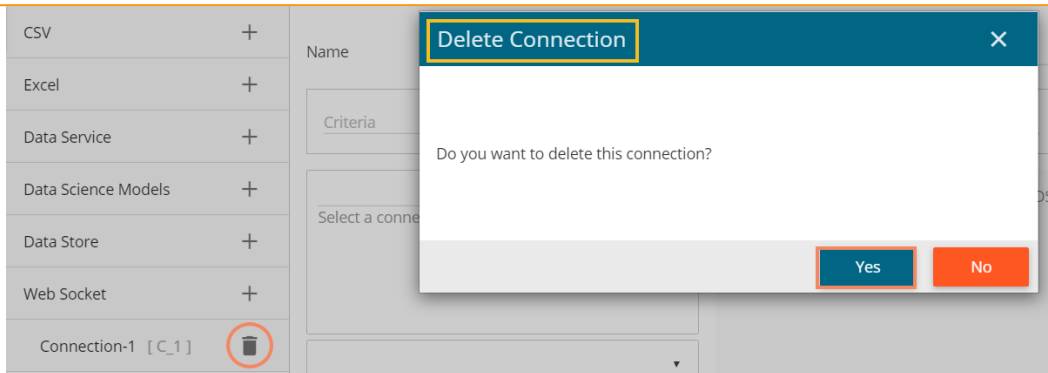 CSV +
Excel +
Data Service +
Data Science Models +
Data Store +
Web Socket +
Connection-1 [ C_1 ]
Name
Criteria
Select a conne
Delete Connection ×
Do you want to delete this connection?
Yes No